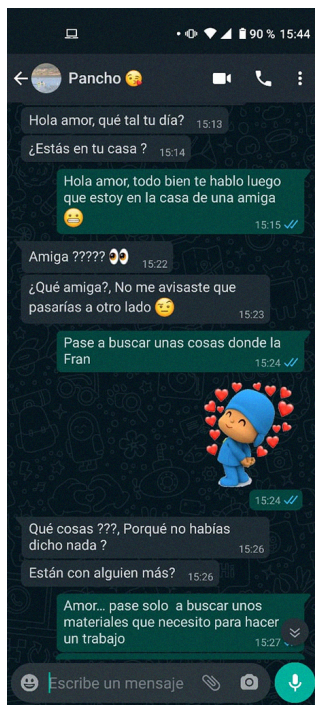 90 % 15:44
Pancho 😘
Hola amor, qué tal tu día?
15:13
¿Estás en tu casa ?
15:14
Hola amor, todo bien te hablo luego
que estoy en la casa de una amiga
😬
15:15
Amiga ????? 👀
15:22
¿Qué amiga?, No me avisaste que
pasarías a otro lado 🤨
15:23
Pase a buscar unas cosas donde la
Fran
15:24
15:24
Qué cosas ???, Porqué no habías
dicho nada ?
15:26
Están con alguien más?
15:26
Amor... pase solo a buscar unos
materiales que necesito para hacer
un trabajo
15:27
Escribe un mensaje